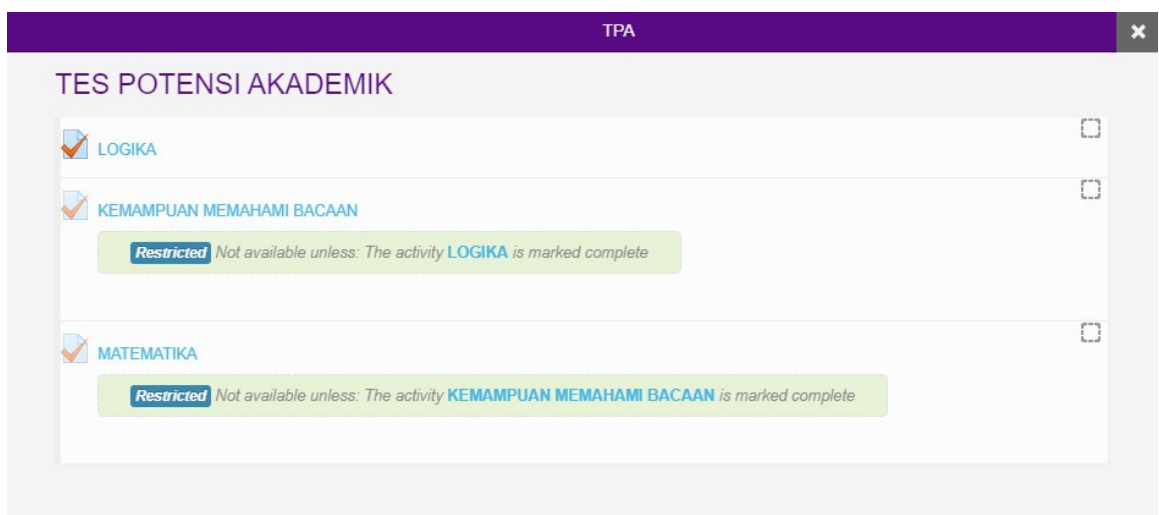 TPA
TES POTENSI AKADEMIK
LOGIKA
KEMAMPUAN MEMAHAMI BACAAN
Restricted Not available unless: The activity LOGIKA is marked complete
MATEMATIKA
Restricted Not available unless: The activity KEMAMPUAN MEMAHAMI BACAAN is marked complete